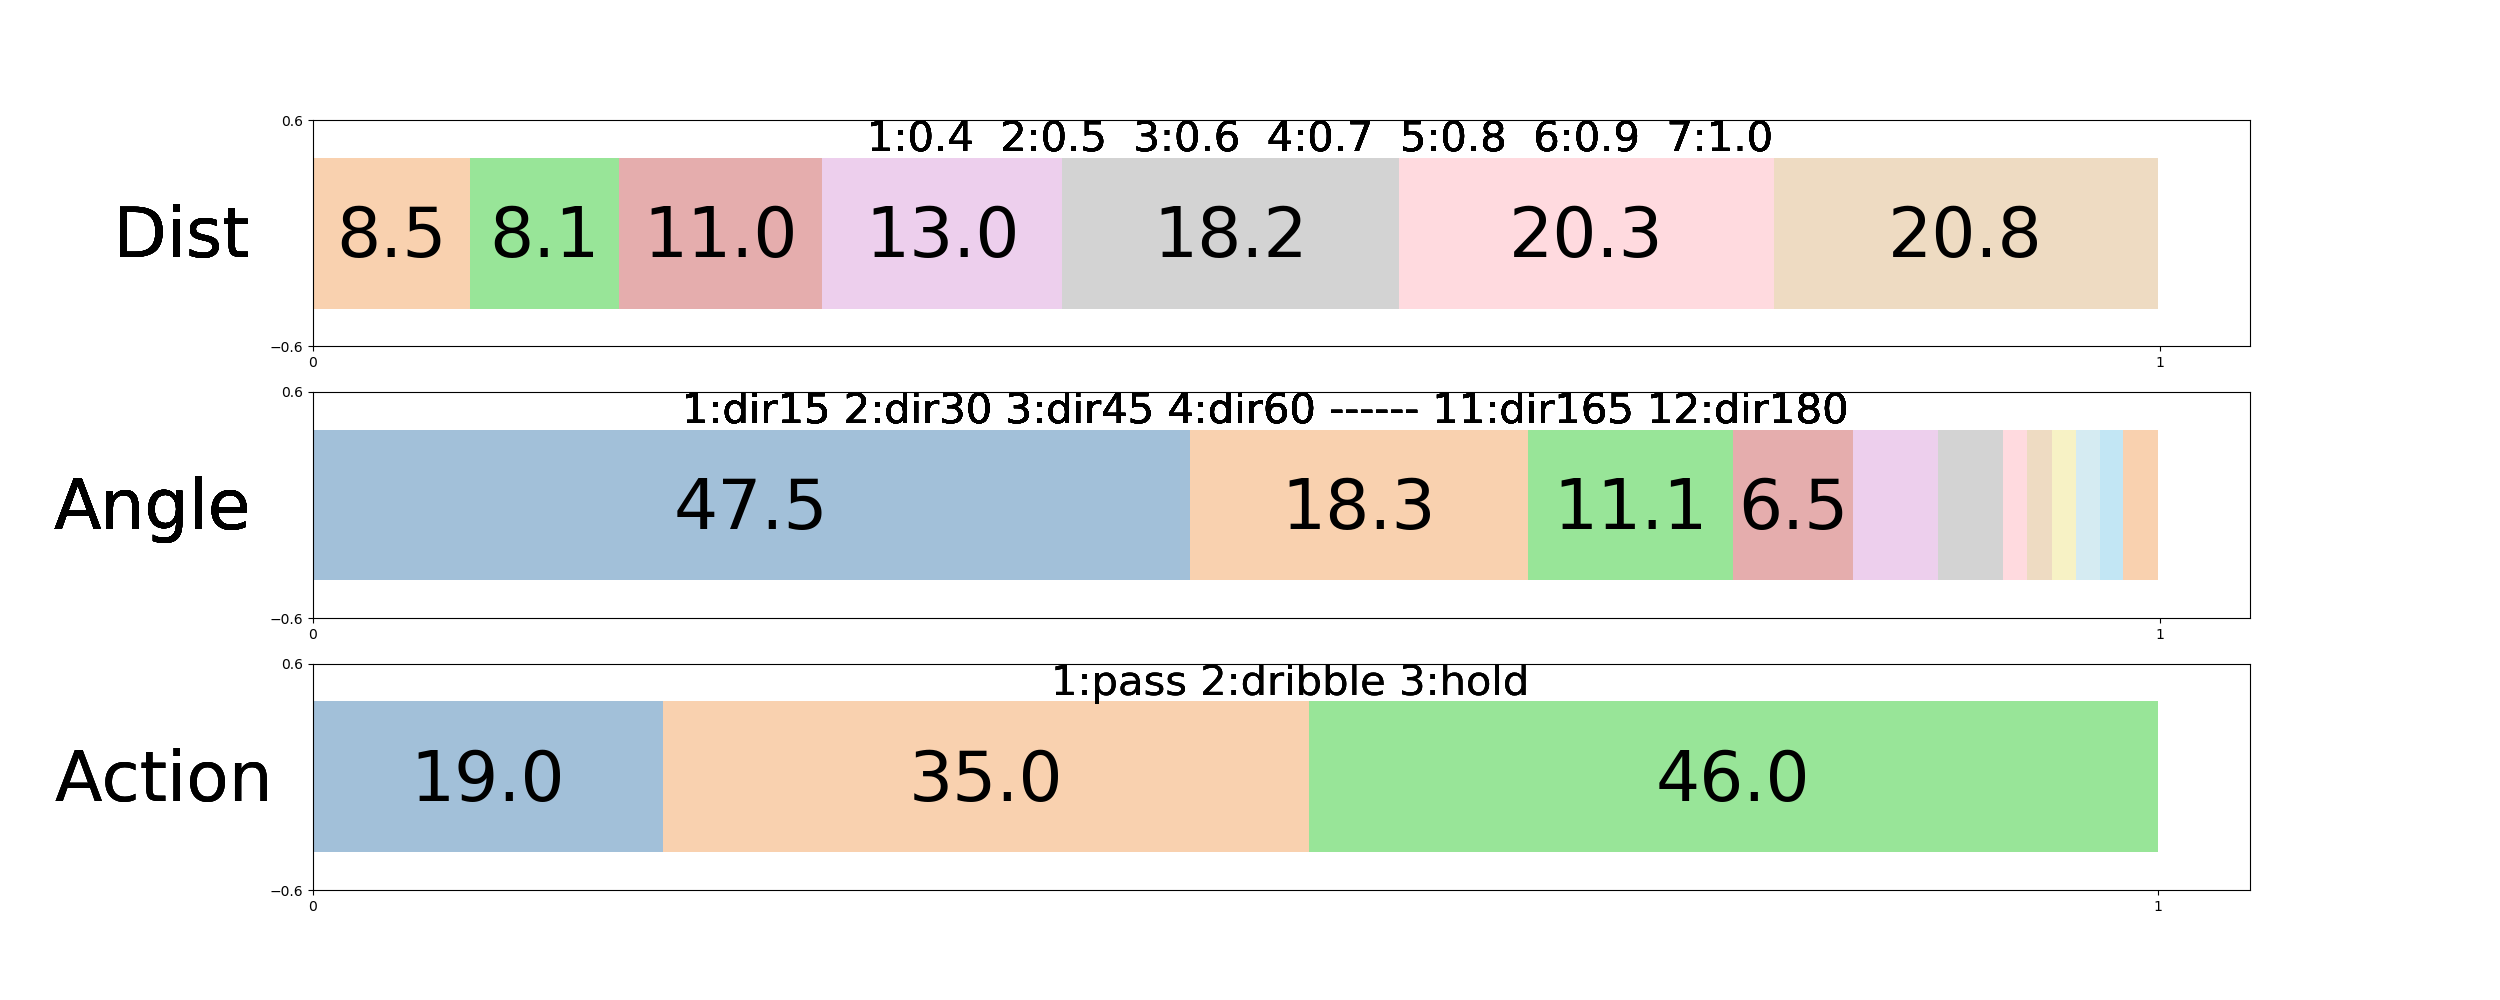 0.6
1:0.4 2:0.5 3:0.6 4:0.7 5:0.8 6:0.9 7:1.0
Dist
8.5 8.1 11.0 13.0 18.2 20.3 20.8
−0.6
0 1
0.6
1:dir15 2:dir30 3:dir45 4:dir60 ------ 11:dir165 12:dir180
Angle
47.5 18.3 11.1 6.5
−0.6
0 1
0.6
1:pass 2:dribble 3:hold
Action
19.0 35.0 46.0
−0.6
0 1